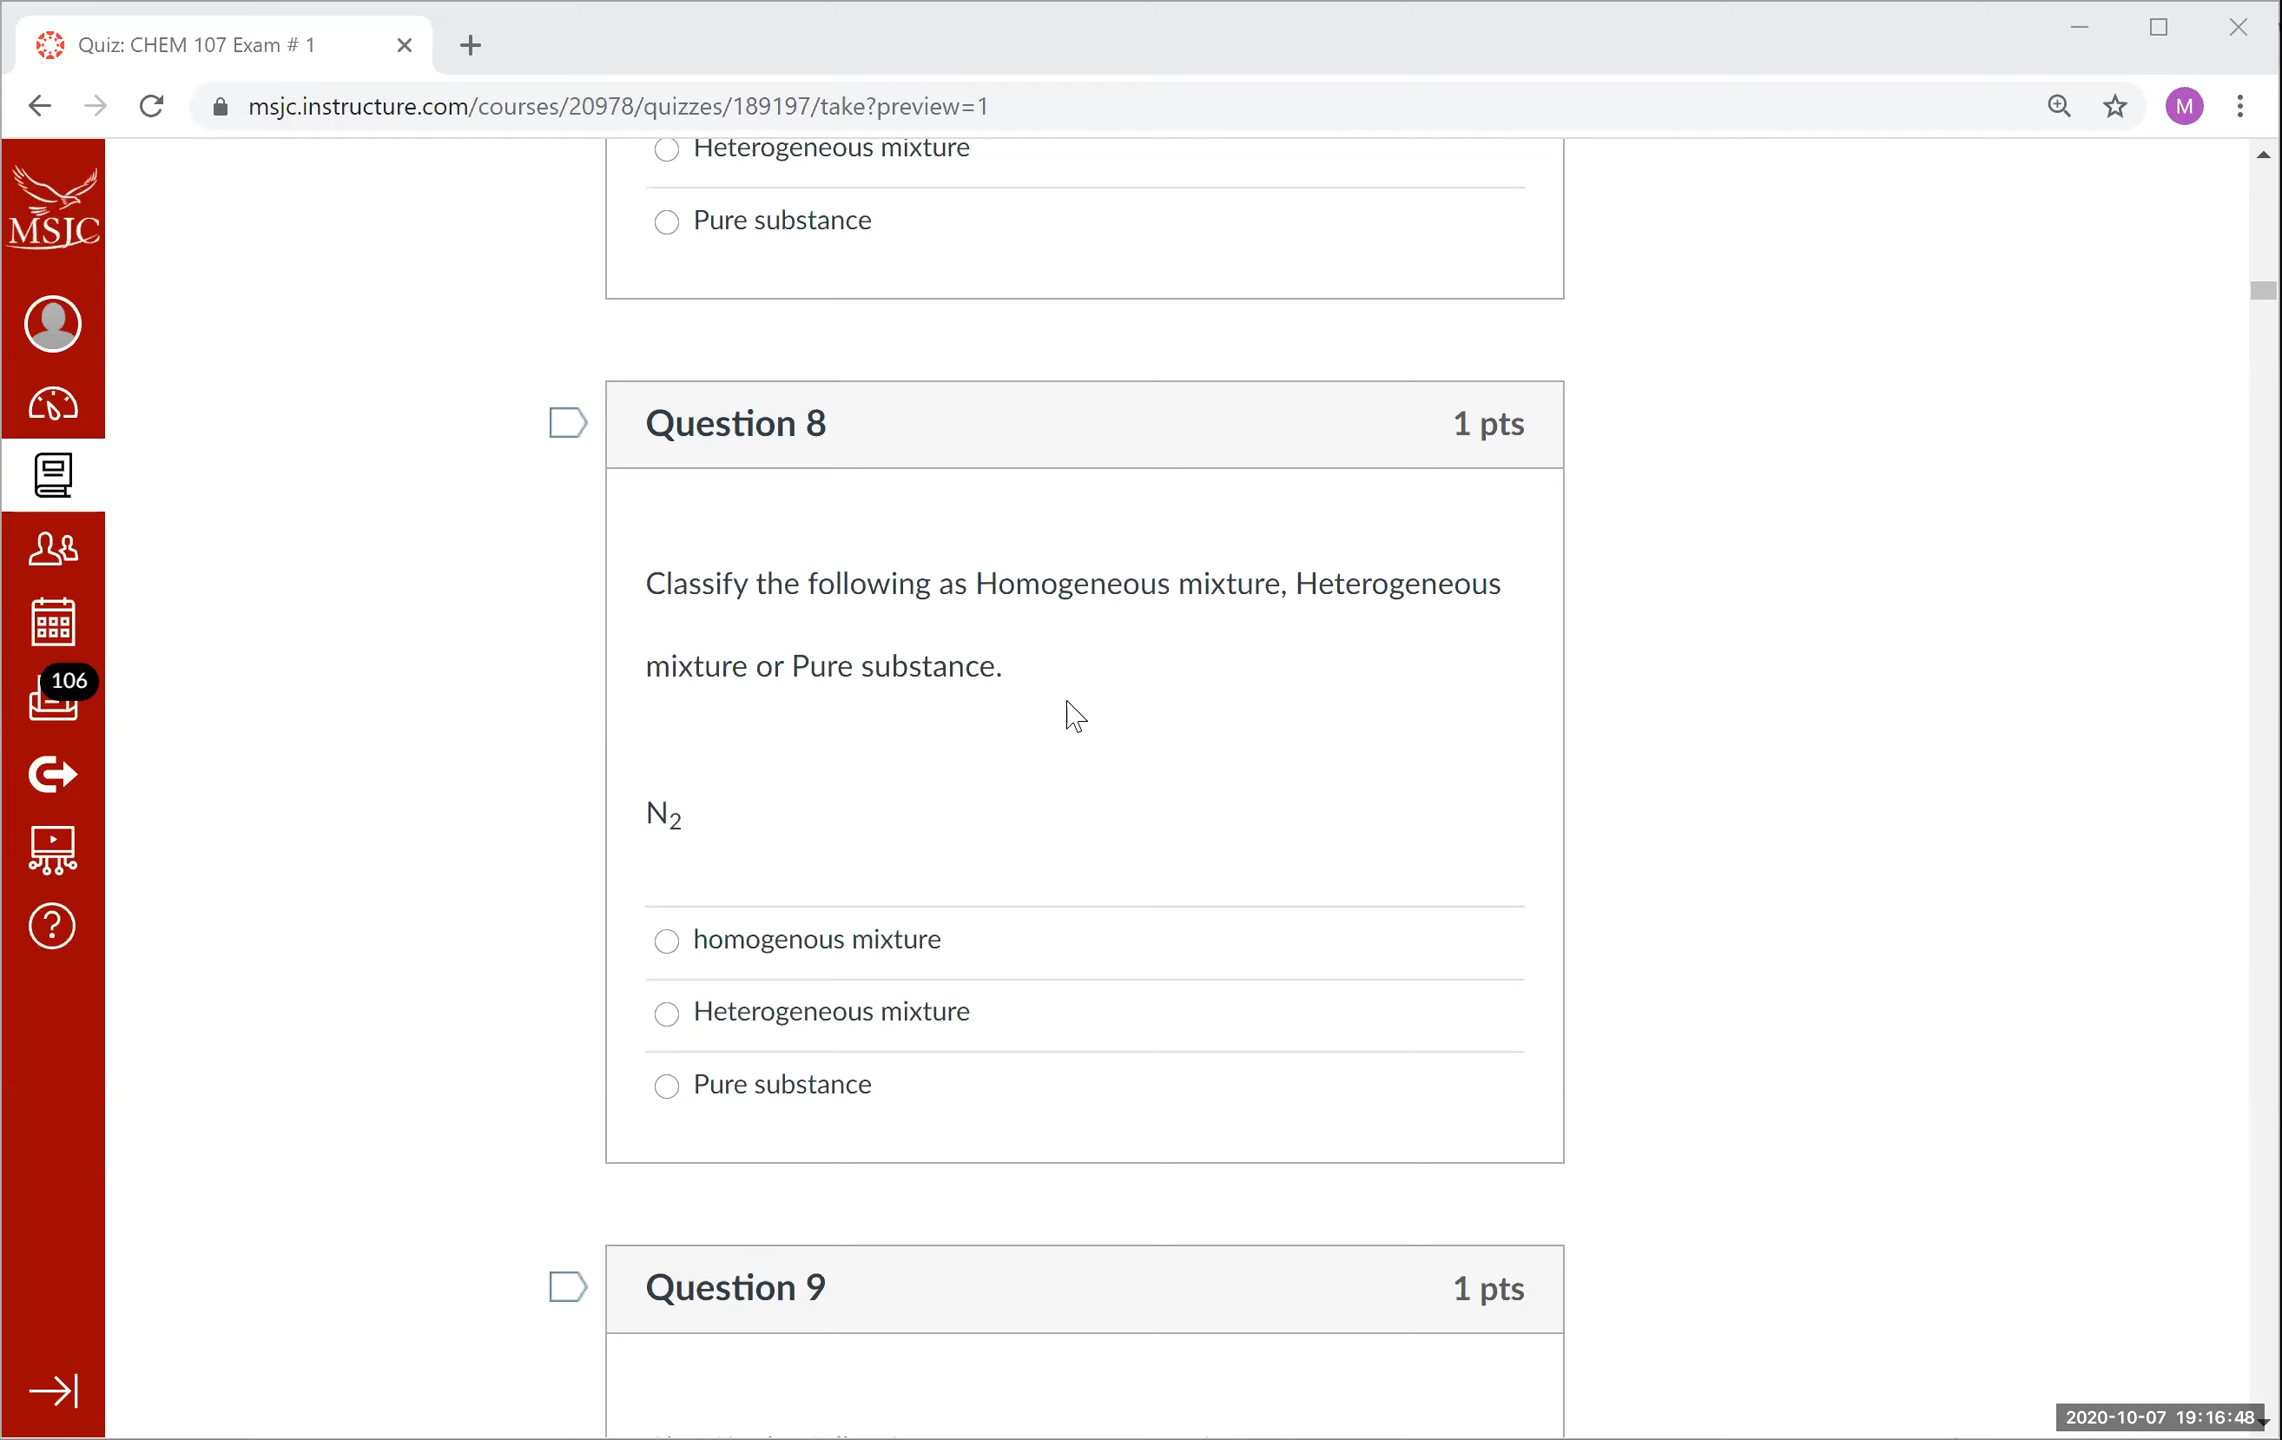 Quiz: CHEM 107 Exam # 1
msjc.instructure.com/courses/20978/quizzes/189197/take?preview=1
M
MSJC
Heterogeneous mixture
Pure substance
Question 8
1 pts
Classify the following as Homogeneous mixture, Heterogeneous
mixture or Pure substance.
106
N₂
homogenous mixture
Heterogeneous mixture
Pure substance
Question 9
1 pts
2020-10-07 19:16:48